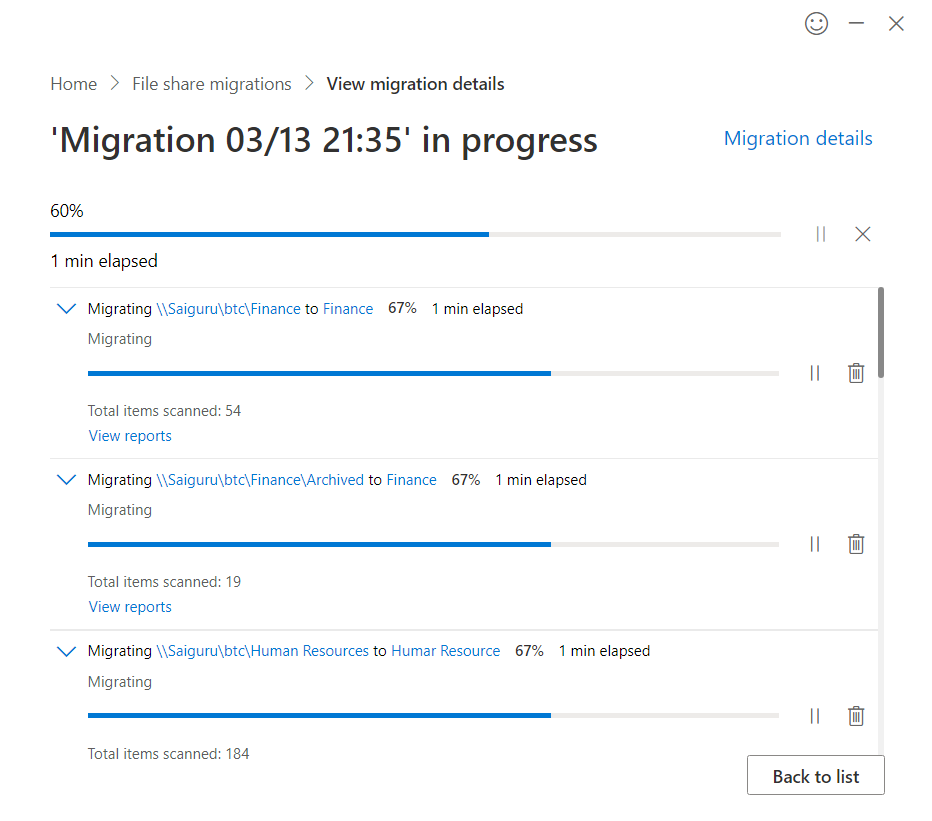 Home > File share migrations > View migration details
'Migration 03/13 21:35' in progress
Migration details
60%
1 min elapsed
Migrating \\Saiguru\btc\Finance to Finance 67% 1 min elapsed
Migrating
Total items scanned: 54
View reports
Migrating \\Saiguru\btc\Finance\Archived to Finance 67% 1 min elapsed
Migrating
Total items scanned: 19
View reports
Migrating \\Saiguru\btc\Human Resources to Humar Resource 67% 1 min elapsed
Migrating
Total items scanned: 184
Back to list